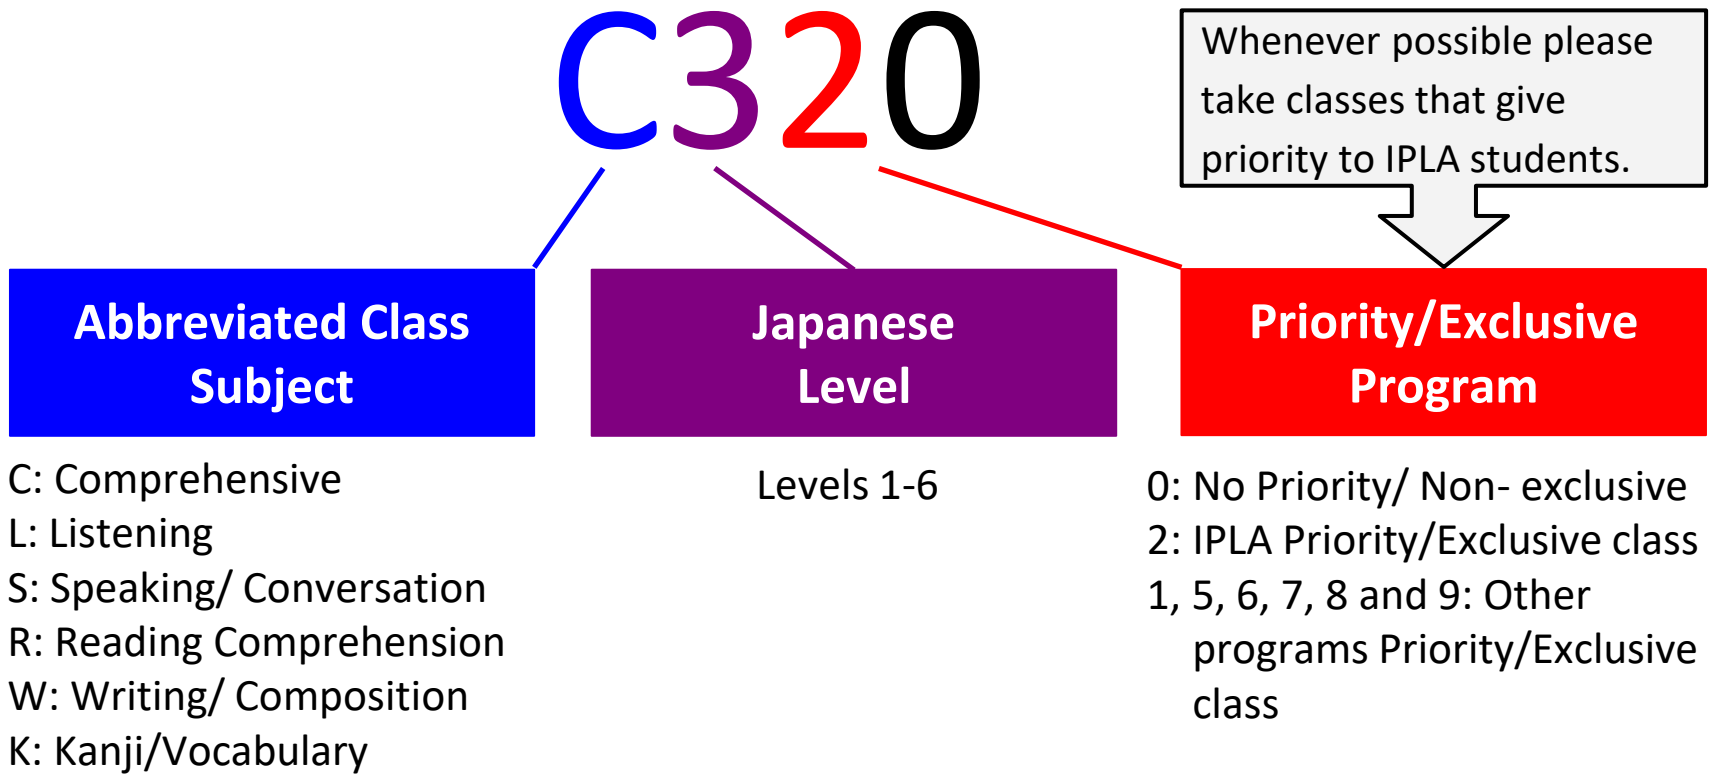 C320
Whenever possible please
take classes that give
priority to IPLA students.
Abbreviated Class
Subject
C: Comprehensive
L: Listening
S: Speaking/ Conversation
R: Reading Comprehension
W: Writing/ Composition
K: Kanji/Vocabulary
Japanese
Level
Levels 1-6
Priority/Exclusive
Program
0: No Priority/ Non- exclusive
2: IPLA Priority/Exclusive class
1, 5, 6, 7, 8 and 9: Other
programs Priority/Exclusive
class